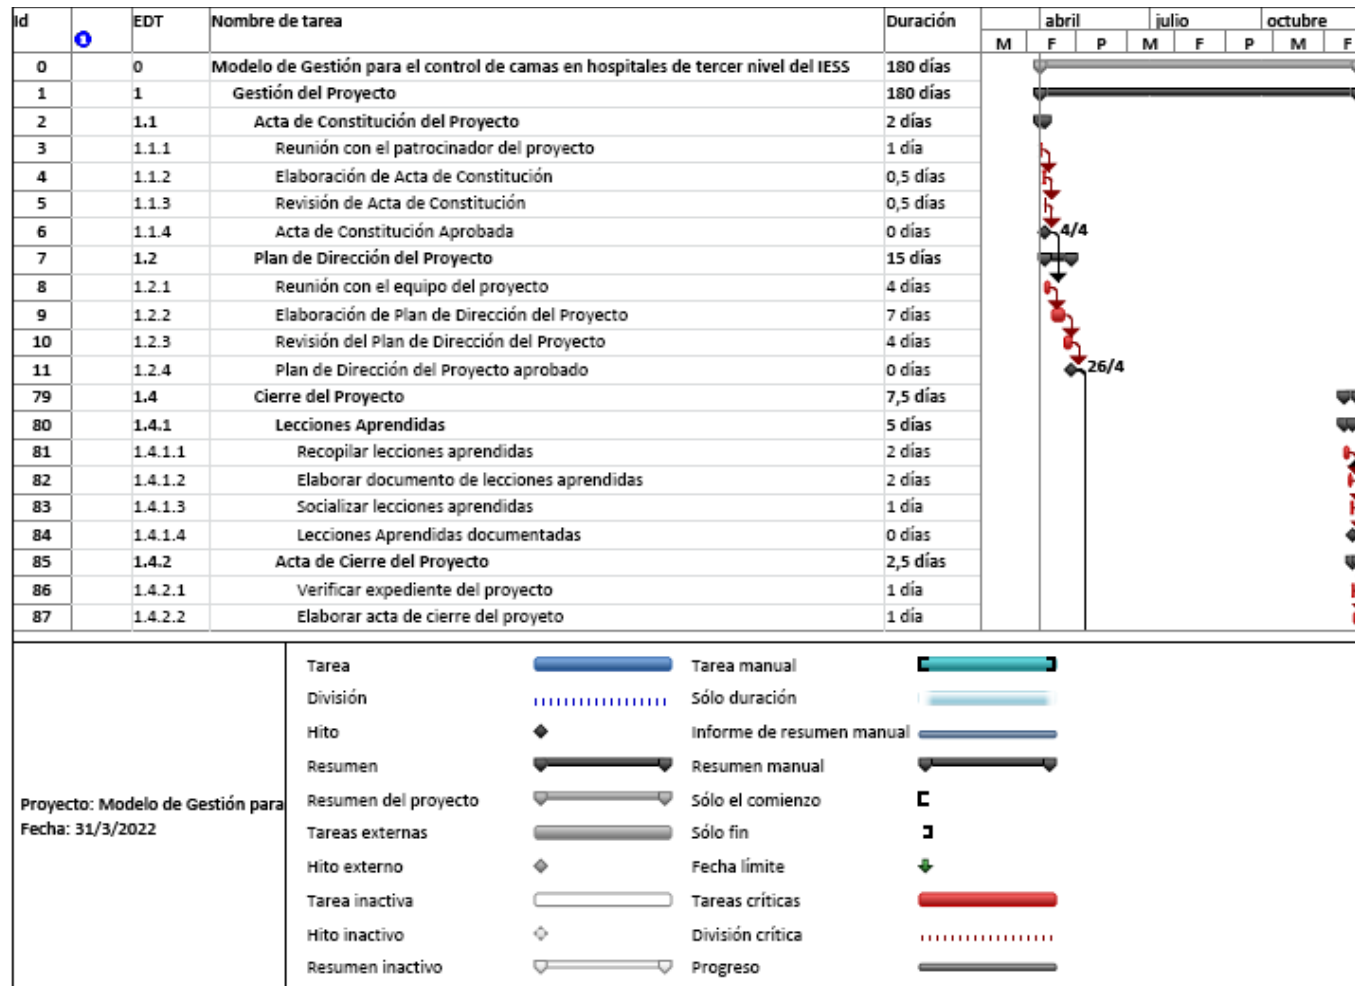 Id EDT Nombre de tarea Duración abril julio octubre
M F P M F P M F
0 0 Modelo de Gestión para el control de camas en hospitales de tercer nivel del IESS 180 días
1 1 Gestión del Proyecto 180 días
2 1.1 Acta de Constitución del Proyecto 2 días
3 1.1.1 Reunión con el patrocinador del proyecto 1 día
4 1.1.2 Elaboración de Acta de Constitución 0,5 días
5 1.1.3 Revisión de Acta de Constitución 0,5 días
6 1.1.4 Acta de Constitución Aprobada 0 días 4/4
7 1.2 Plan de Dirección del Proyecto 15 días
8 1.2.1 Reunión con el equipo del proyecto 4 días
9 1.2.2 Elaboración de Plan de Dirección del Proyecto 7 días
10 1.2.3 Revisión del Plan de Dirección del Proyecto 4 días
11 1.2.4 Plan de Dirección del Proyecto aprobado 0 días 26/4
79 1.4 Cierre del Proyecto 7,5 días
80 1.4.1 Lecciones Aprendidas 5 días
81 1.4.1.1 Recopilar lecciones aprendidas 2 días
82 1.4.1.2 Elaborar documento de lecciones aprendidas 2 días
83 1.4.1.3 Socializar lecciones aprendidas 1 día
84 1.4.1.4 Lecciones Aprendidas documentadas 0 días
85 1.4.2 Acta de Cierre del Proyecto 2,5 días
86 1.4.2.1 Verificar expediente del proyecto 1 día
87 1.4.2.2 Elaborar acta de cierre del proyeto 1 día
Proyecto: Modelo de Gestión para
Fecha: 31/3/2022
Tarea Tarea manual
División Sólo duración
Hito Informe de resumen manual
Resumen Resumen manual
Resumen del proyecto Sólo el comienzo
Tareas externas Sólo fin
Hito externo Fecha límite
Tarea inactiva Tareas críticas
Hito inactivo División crítica
Resumen inactivo Progreso